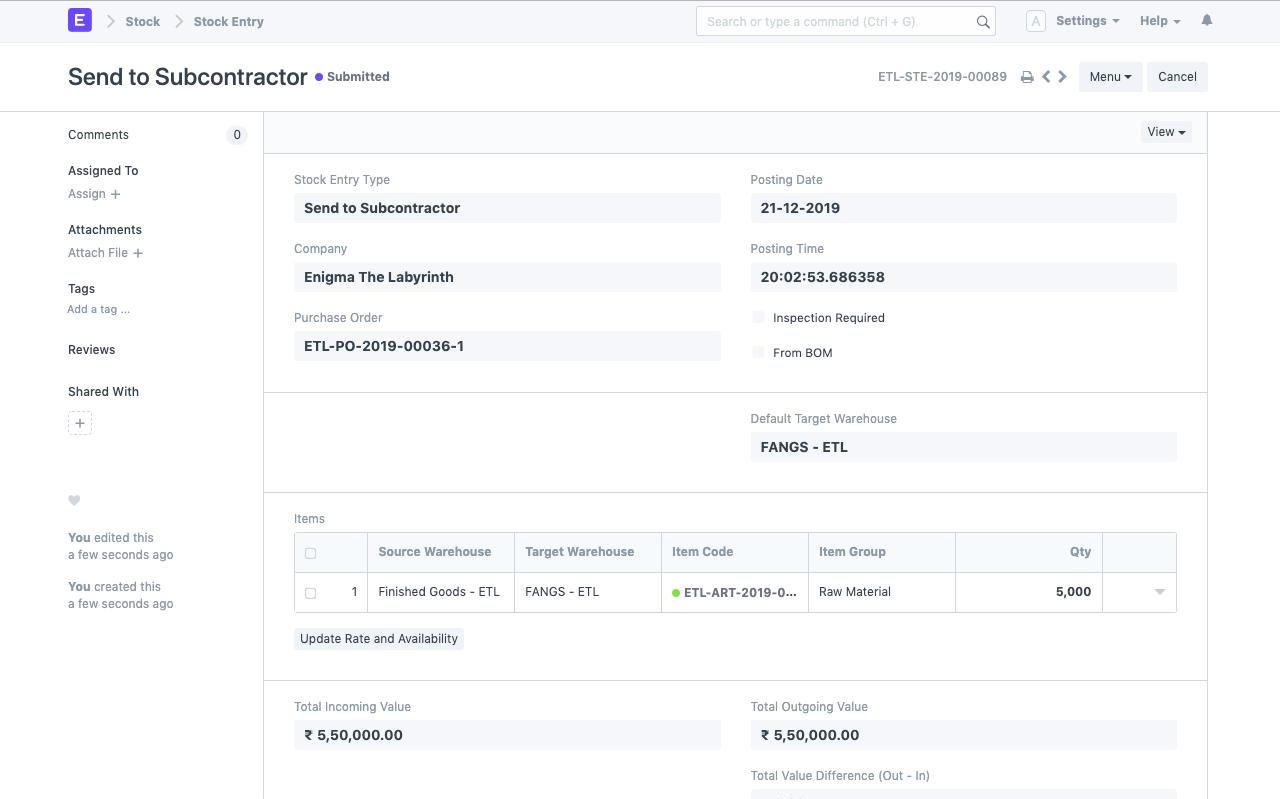 E
Stock
Stock Entry
Search or type a command (Ctrl + G)
A
Settings
Help
Send to Subcontractor
Submitted
ETL-STE-2019-00089
Menu
Cancel
Comments
0
Assigned To
Assign +
Attachments
Attach File +
Tags
Add a tag ...
Reviews
Shared With
+
You edited this
a few seconds ago
You created this
a few seconds ago
View
Stock Entry Type
Send to Subcontractor
Company
Enigma The Labyrinth
Purchase Order
ETL-PO-2019-00036-1
Posting Date
21-12-2019
Posting Time
20:02:53.686358
Inspection Required
From BOM
Default Target Warehouse
FANGS - ETL
Items
Source Warehouse Target Warehouse Item Code Item Group Qty
1 Finished Goods - ETL FANGS - ETL ETL-ART-2019-0... Raw Material 5,000
Update Rate and Availability
Total Incoming Value
₹ 5,50,000.00
Total Outgoing Value
₹ 5,50,000.00
Total Value Difference (Out - In)